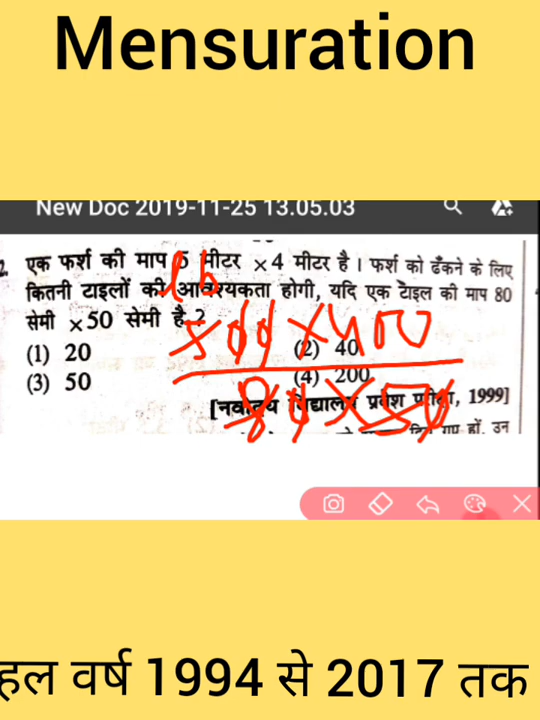 Mensuration
New Doc 2019-11-25 13.05.03
2. एक फर्श की माप 5 मीटर × 4 मीटर है। फर्श को ढँकने के लिए
कितनी टाइलों की आवश्यकता होगी, यदि एक टाइल की माप 80
सेमी × 50 सेमी है?
l b
500 × 400
(1) 20 (2) 40
(3) 50 (4) 200
80 × 50
[नवोदय विद्यालय प्रवेश परीक्षा, 1999]
गए हों, उन
हल वर्ष 1994 से 2017 तक